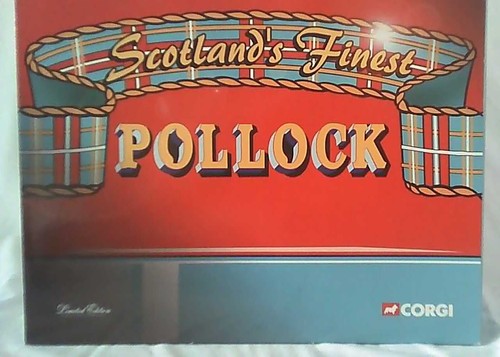 Scotland's Finest
POLLOCK
Limited Edition
CORGI